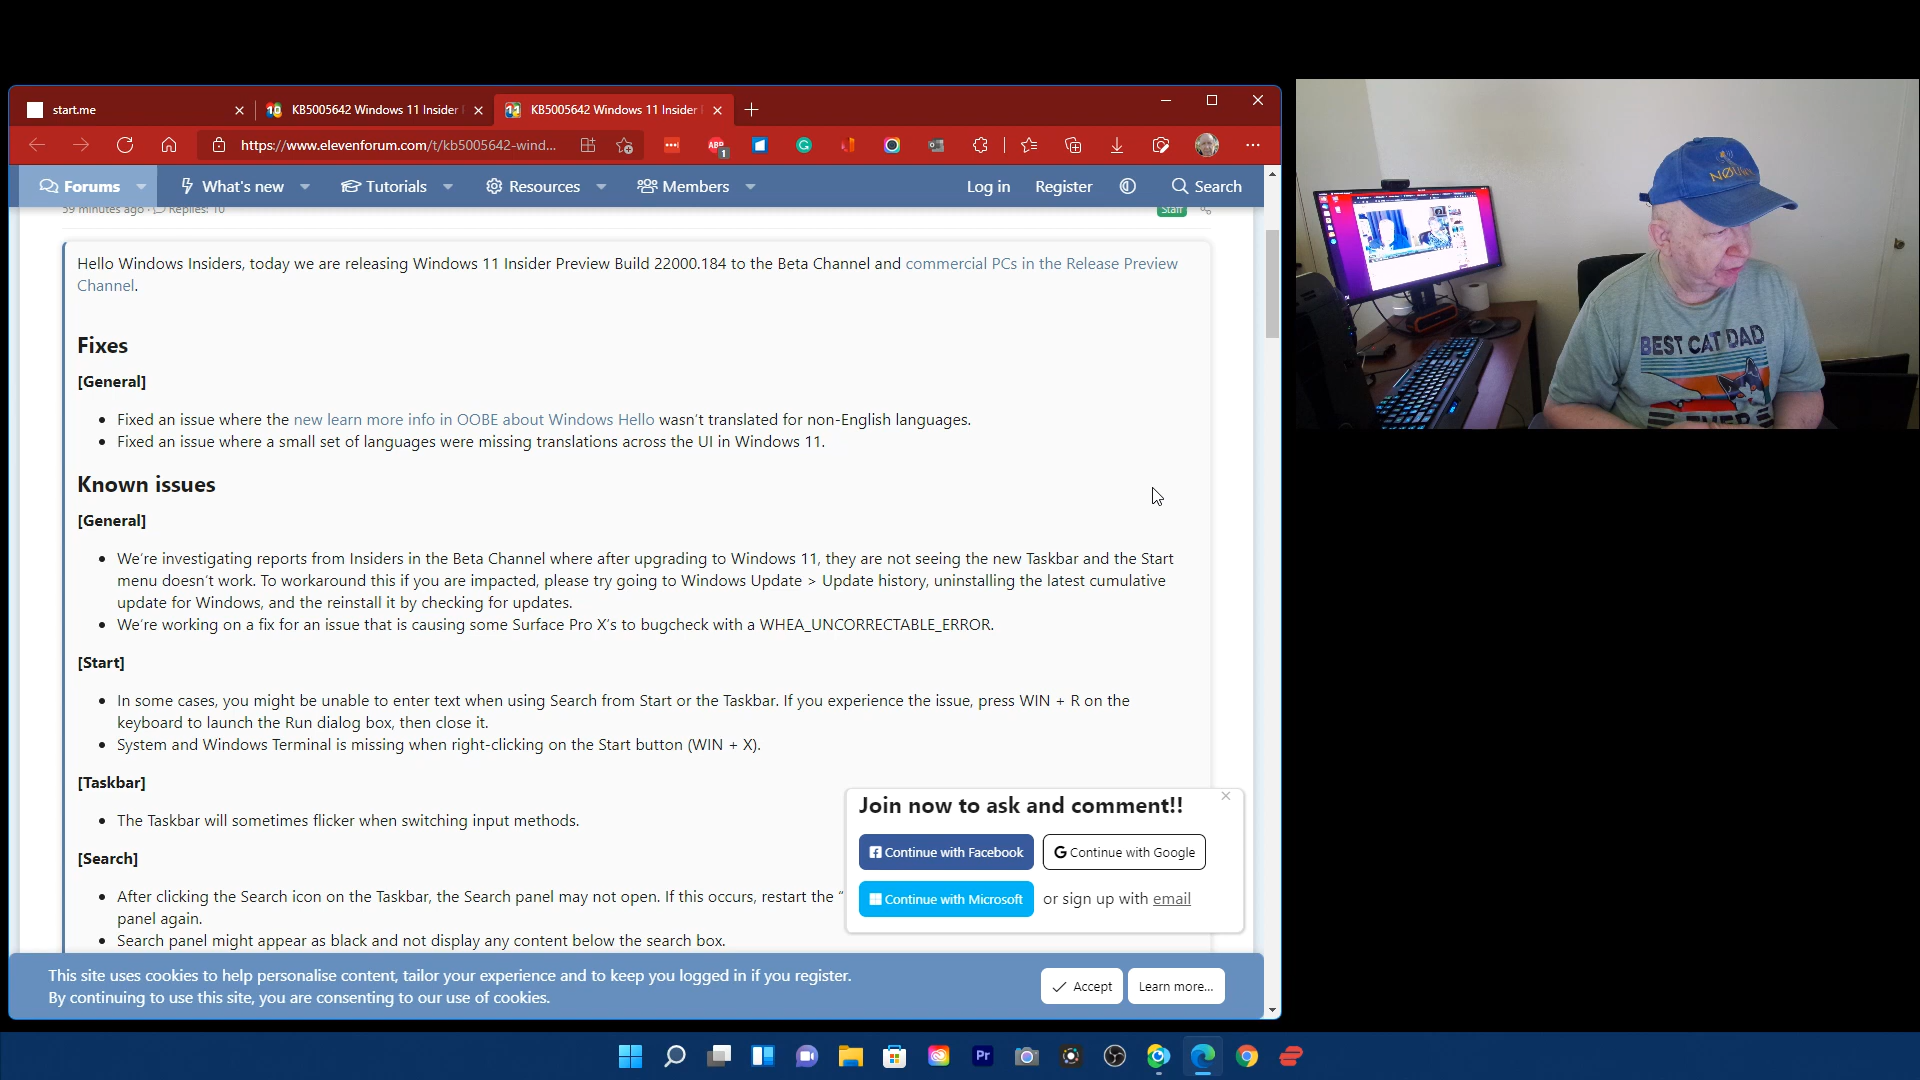 start.me
KB5005642 Windows 11 Insider
KB5005642 Windows 11 Insider
https://www.elevenforum.com/t/kb5005642-wind...
ABP
1
Forums
What's new
Tutorials
Resources
Members
Log in
Register
Search
59 minutes ago · Replies: 10
Staff
Hello Windows Insiders, today we are releasing Windows 11 Insider Preview Build 22000.184 to the Beta Channel and commercial PCs in the Release Preview
Channel.
Fixes
[General]
• Fixed an issue where the new learn more info in OOBE about Windows Hello wasn't translated for non-English languages.
• Fixed an issue where a small set of languages were missing translations across the UI in Windows 11.
Known issues
[General]
• We're investigating reports from Insiders in the Beta Channel where after upgrading to Windows 11, they are not seeing the new Taskbar and the Start
menu doesn't work. To workaround this if you are impacted, please try going to Windows Update > Update history, uninstalling the latest cumulative
update for Windows, and the reinstall it by checking for updates.
• We're working on a fix for an issue that is causing some Surface Pro X's to bugcheck with a WHEA_UNCORRECTABLE_ERROR.
[Start]
• In some cases, you might be unable to enter text when using Search from Start or the Taskbar. If you experience the issue, press WIN + R on the
keyboard to launch the Run dialog box, then close it.
• System and Windows Terminal is missing when right-clicking on the Start button (WIN + X).
[Taskbar]
• The Taskbar will sometimes flicker when switching input methods.
[Search]
• After clicking the Search icon on the Taskbar, the Search panel may not open. If this occurs, restart the "
panel again.
• Search panel might appear as black and not display any content below the search box.
Join now to ask and comment!!
Continue with Facebook
Continue with Google
Continue with Microsoft
or sign up with email
This site uses cookies to help personalise content, tailor your experience and to keep you logged in if you register.
By continuing to use this site, you are consenting to our use of cookies.
Accept
Learn more...
Pr
BEST CAT DAD
EVER